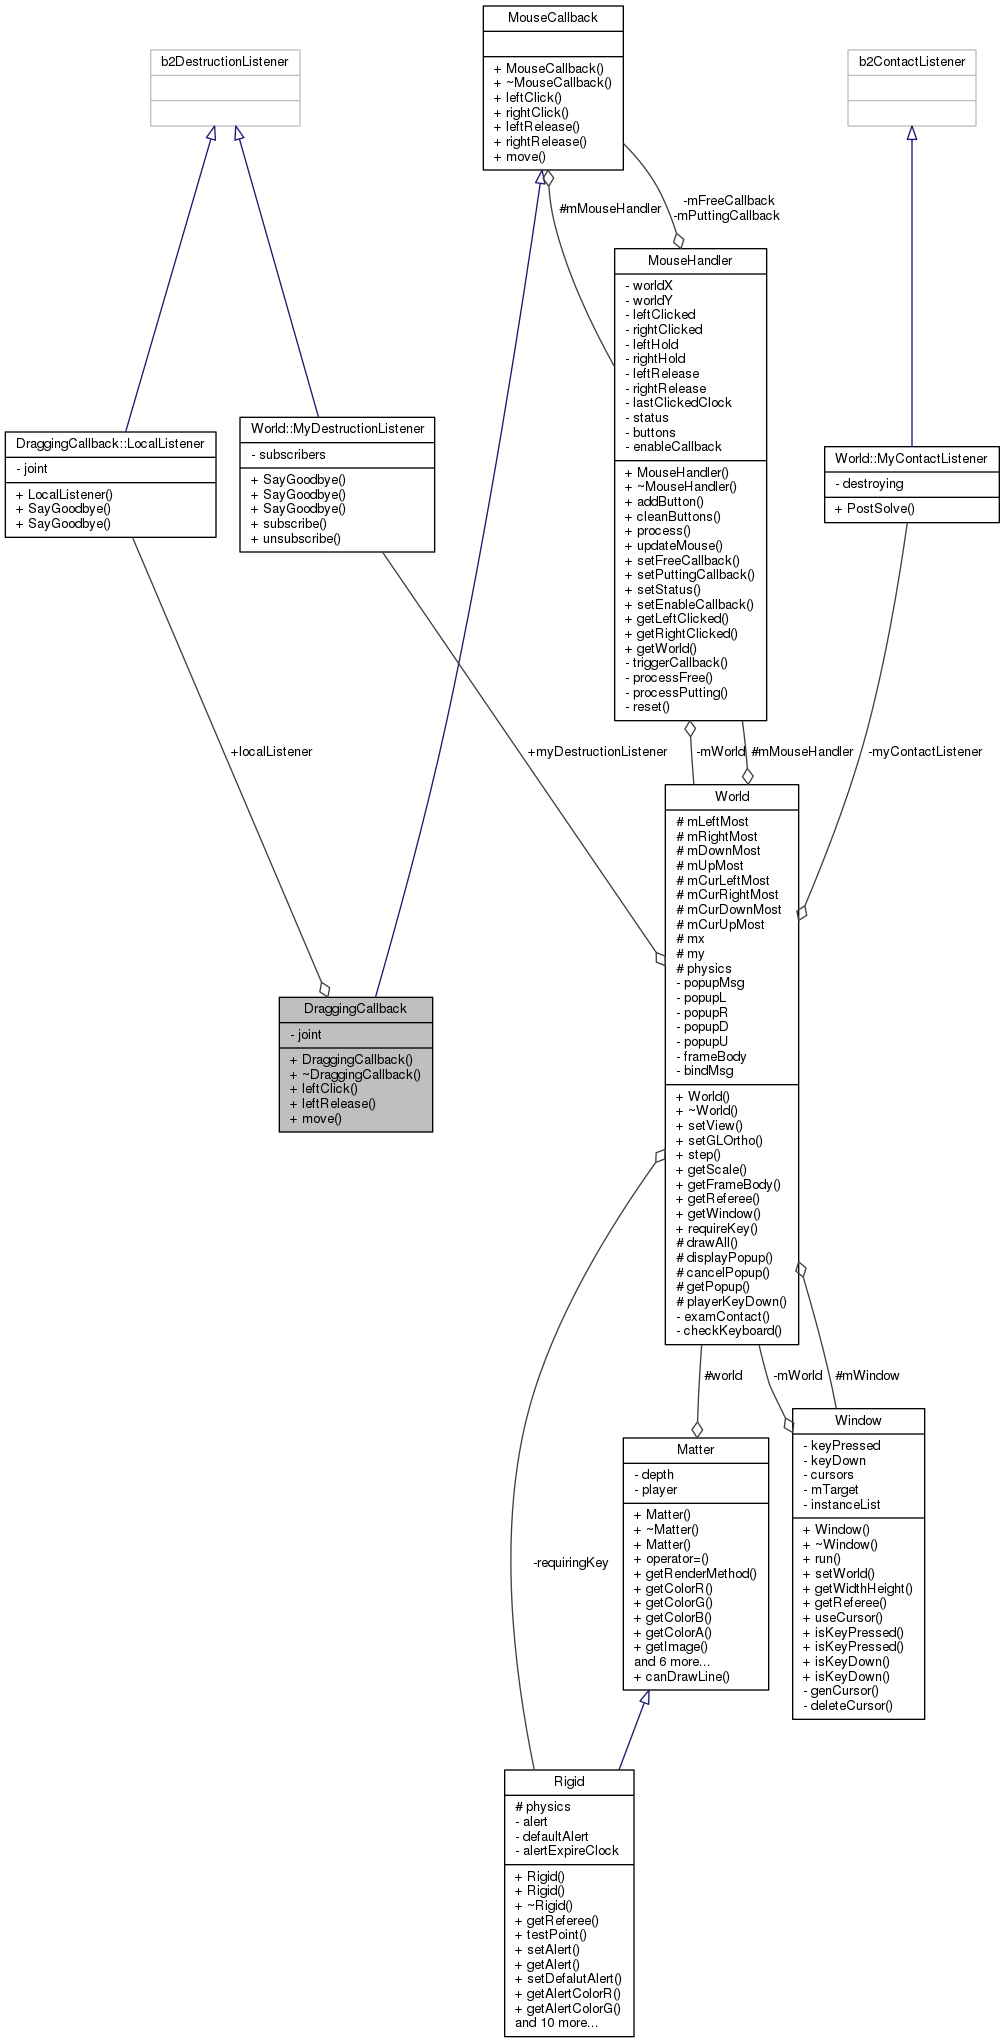 MouseCallback
+ MouseCallback()
+ ~MouseCallback()
+ leftClick()
+ rightClick()
+ leftRelease()
+ rightRelease()
+ move()
b2DestructionListener
b2ContactListener
#mMouseHandler
-mFreeCallback
-mPuttingCallback
MouseHandler
- worldX
- worldY
- leftClicked
- rightClicked
- leftHold
- rightHold
- leftRelease
- rightRelease
- lastClickedClock
- status
- buttons
- enableCallback
+ MouseHandler()
+ ~MouseHandler()
+ addButton()
+ cleanButtons()
+ process()
+ updateMouse()
+ setFreeCallback()
+ setPuttingCallback()
+ setStatus()
+ setEnableCallback()
+ getLeftClicked()
+ getRightClicked()
+ getWorld()
- triggerCallback()
- processFree()
- processPutting()
- reset()
DraggingCallback::LocalListener
- joint
+ LocalListener()
+ SayGoodbye()
+ SayGoodbye()
World::MyDestructionListener
- subscribers
+ SayGoodbye()
+ SayGoodbye()
+ SayGoodbye()
+ subscribe()
+ unsubscribe()
World::MyContactListener
- destroying
+ PostSolve()
+localListener
+myDestructionListener
-mWorld
#mMouseHandler
-myContactListener
World
# mLeftMost
# mRightMost
# mDownMost
# mUpMost
# mCurLeftMost
# mCurRightMost
# mCurDownMost
# mCurUpMost
# mx
# my
# physics
- popupMsg
- popupL
- popupR
- popupD
- popupU
- frameBody
- bindMsg
+ World()
+ ~World()
+ setView()
+ setGLOrtho()
+ step()
+ getScale()
+ getFrameBody()
+ getReferee()
+ getWindow()
+ requireKey()
# drawAll()
# displayPopup()
# cancelPopup()
# getPopup()
# playerKeyDown()
- examContact()
- checkKeyboard()
DraggingCallback
- joint
+ DraggingCallback()
+ ~DraggingCallback()
+ leftClick()
+ leftRelease()
+ move()
#world
-mWorld
#mWindow
Window
- keyPressed
- keyDown
- cursors
- mTarget
- instanceList
+ Window()
+ ~Window()
+ run()
+ setWorld()
+ getWidthHeight()
+ getReferee()
+ useCursor()
+ isKeyPressed()
+ isKeyPressed()
+ isKeyDown()
+ isKeyDown()
- genCursor()
- deleteCursor()
Matter
- depth
- player
+ Matter()
+ ~Matter()
+ Matter()
+ operator=()
+ getRenderMethod()
+ getColorR()
+ getColorG()
+ getColorB()
+ getColorA()
+ getImage()
and 6 more...
+ canDrawLine()
-requiringKey
Rigid
# physics
- alert
- defaultAlert
- alertExpireClock
+ Rigid()
+ Rigid()
+ ~Rigid()
+ getReferee()
+ testPoint()
+ setAlert()
+ getAlert()
+ setDefalutAlert()
+ getAlertColorR()
+ getAlertColorG()
and 10 more...